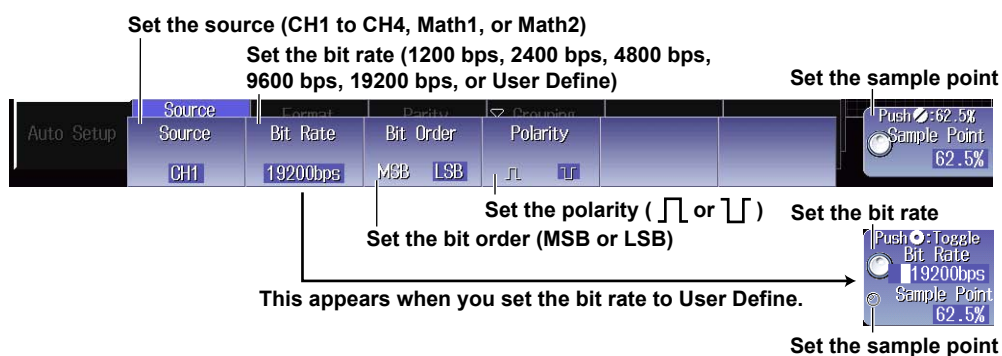 Set the source (CH1 to CH4, Math1, or Math2)
Set the bit rate (1200 bps, 2400 bps, 4800 bps,
9600 bps, 19200 bps, or User Define)
Set the sample point
Auto Setup
Source
Format
Parity
Grouping
Source
Bit Rate
Bit Order
Polarity
CH1
19200bps
MSB LSB
Push :62.5%
Sample Point
62.5%
Set the polarity ( or )
Set the bit order (MSB or LSB)
Set the bit rate
Push :Toggle
Bit Rate
19200bps
Sample Point
62.5%
This appears when you set the bit rate to User Define.
Set the sample point